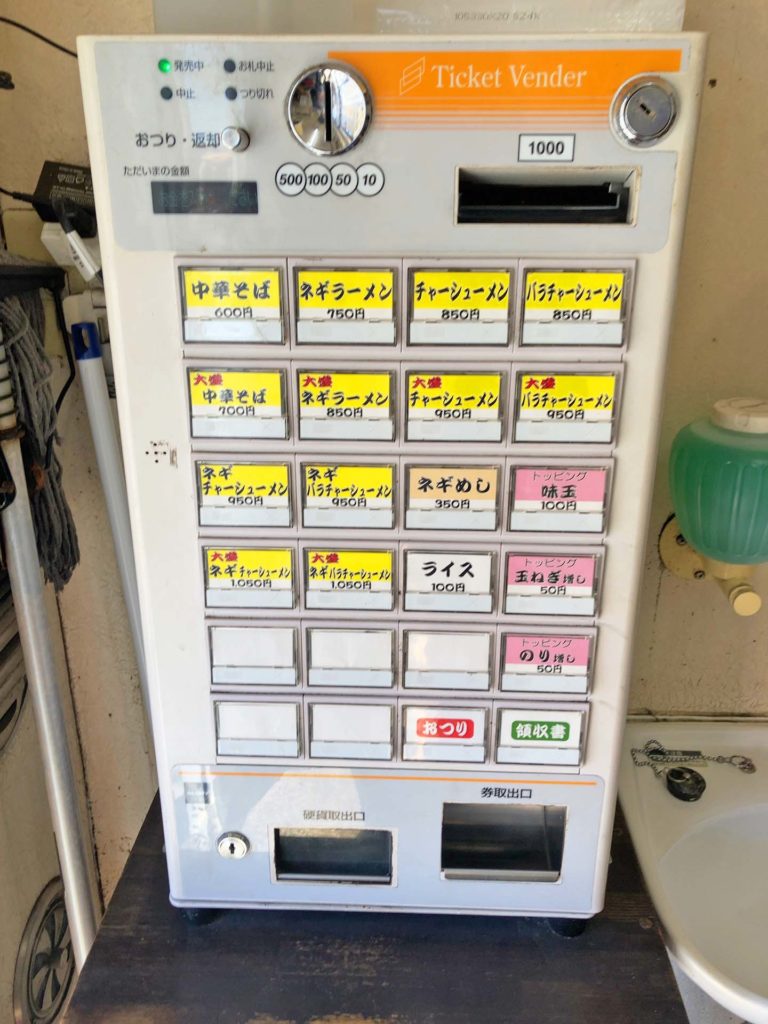 発売中 お札中止
中止 つり切れ
Ticket Vender
おつり・返却
ただいまの金額
500 100 50 10
1000
中華そば
600円
ネギラーメン
750円
チャーシューメン
850円
バラチャーシューメン
850円
大盛
中華そば
700円
大盛
ネギラーメン
850円
大盛
チャーシューメン
950円
大盛
バラチャーシューメン
950円
ネギ
チャーシューメン
950円
ネギ
バラチャーシューメン
950円
ネギめし
350円
トッピング
味玉
100円
大盛
ネギチャーシューメン
1,050円
大盛
ネギバラチャーシューメン
1,050円
ライス
100円
トッピング
玉ねぎ増し
50円
トッピング
のり増し
50円
おつり
領収書
硬貨取出口
券取出口